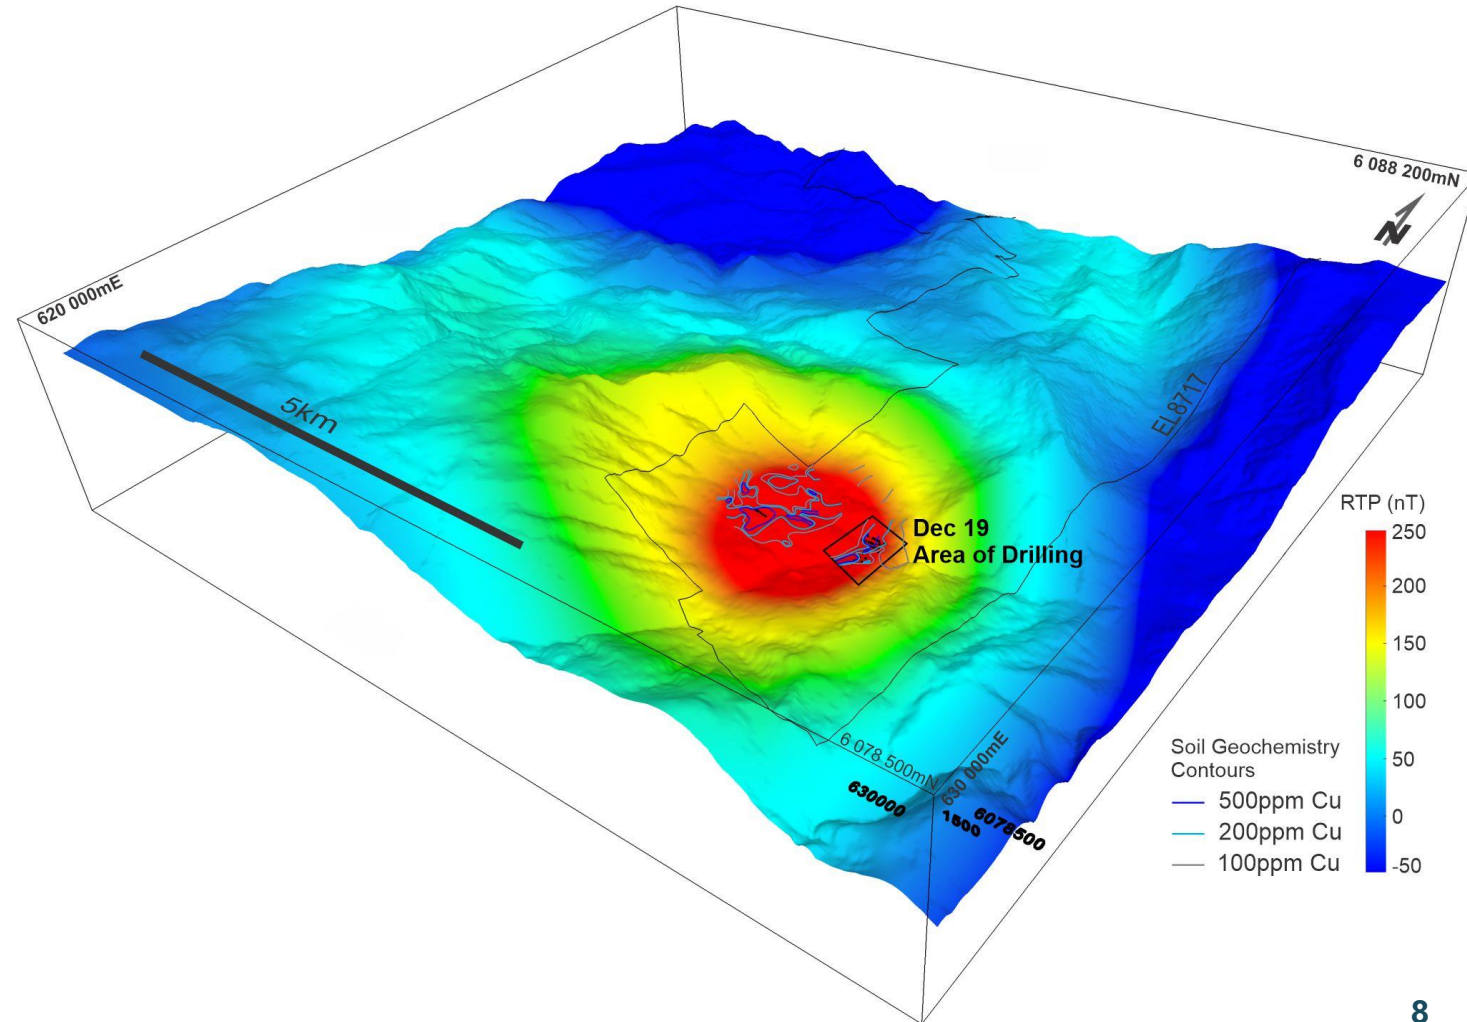 6 088 200mN
N
620 000mE
5km
EL8717
Dec 19
Area of Drilling
RTP (nT)
250
200
150
100
50
0
-50
6 078 500mN
630 000mE
630000
1500
6078500
Soil Geochemistry
Contours
500ppm Cu
200ppm Cu
100ppm Cu
8